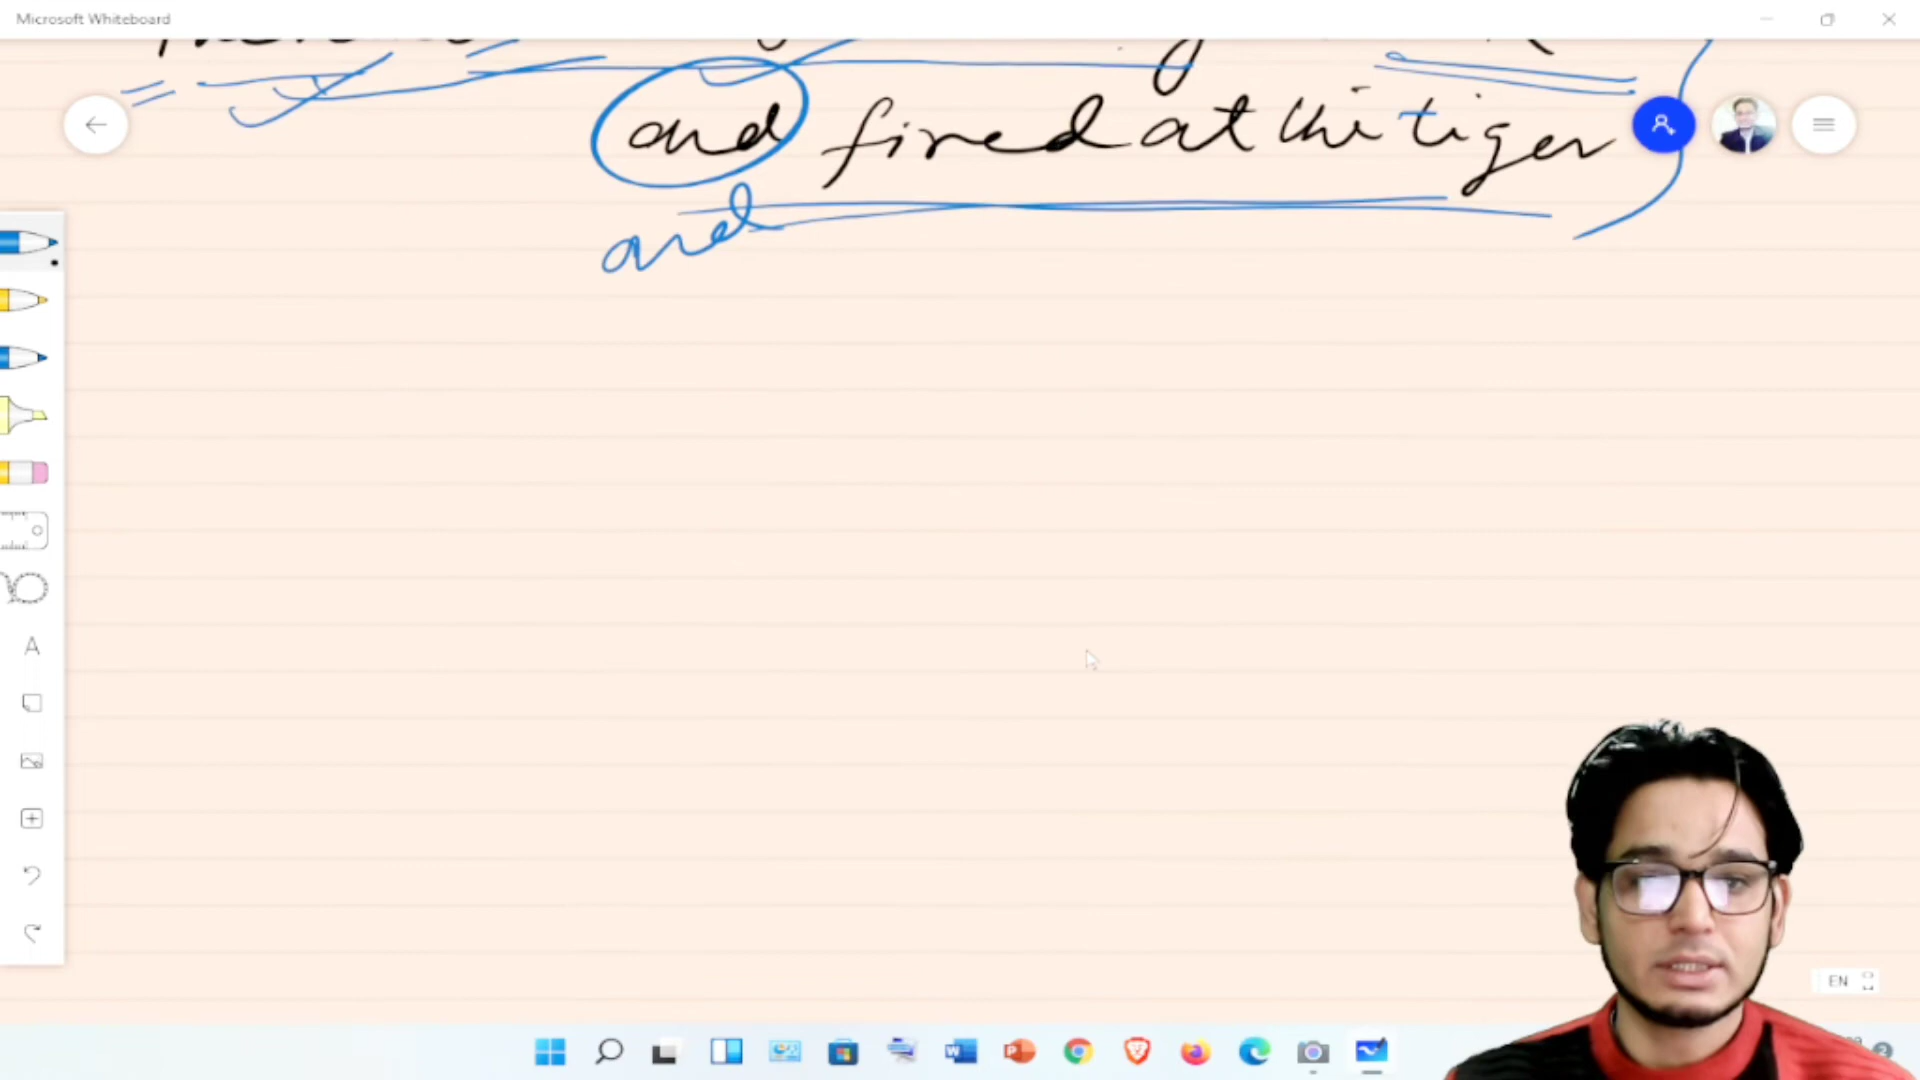 Microsoft Whiteboard
and fired at the tiger
and
A
EN